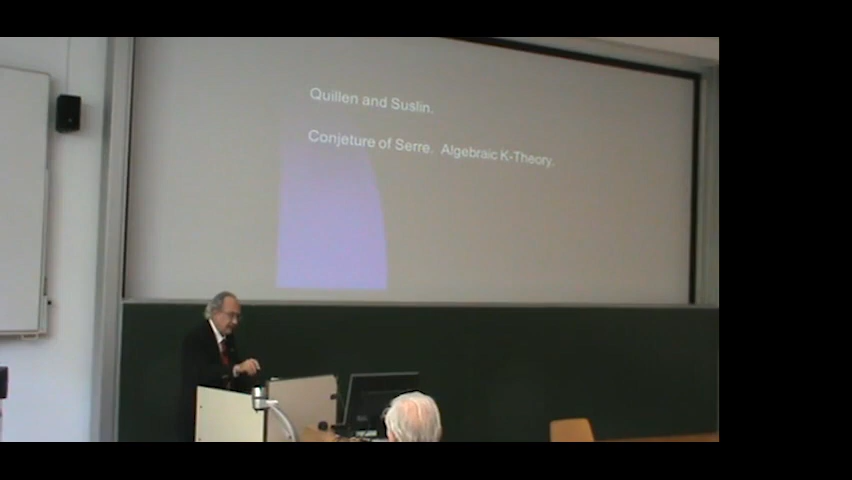 Quillen and Suslin.
Conjeture of Serre. Algebraic K-Theory.